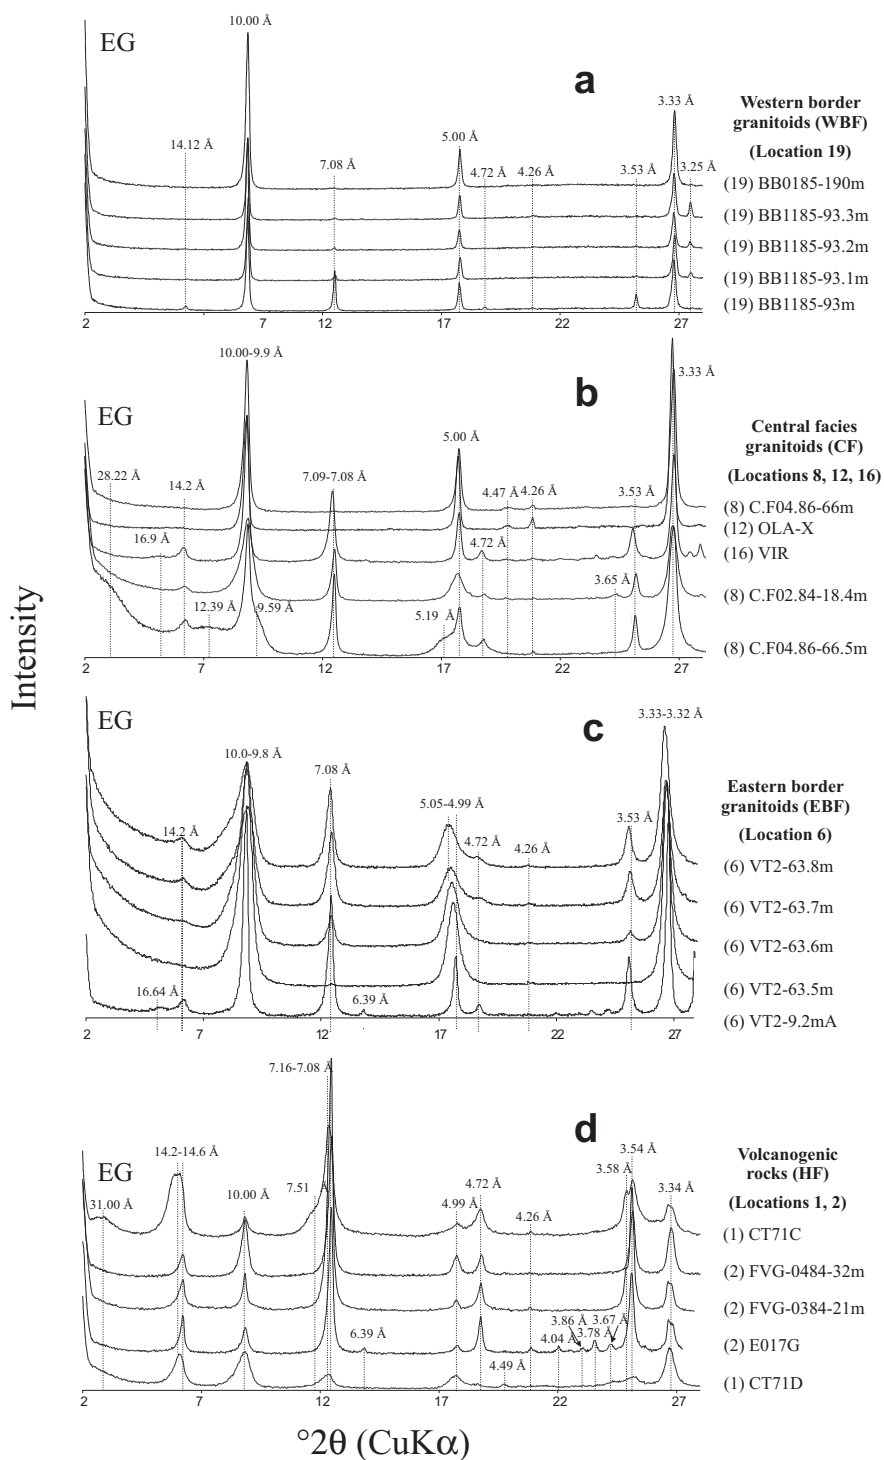 EG
10.00 Å
a
14.12 Å
7.08 Å
5.00 Å
4.72 Å
4.26 Å
3.53 Å
3.33 Å
3.25 Å
Western border
granitoids (WBF)
(Location 19)
(19) BB0185-190m
(19) BB1185-93.3m
(19) BB1185-93.2m
(19) BB1185-93.1m
(19) BB1185-93m
2 7 12 22 27
EG
10.00-9.9 Å
b
3.33 Å
28.22 Å
14.2 Å
7.09-7.08 Å
5.00 Å
4.47 Å
4.26 Å
3.53 Å
16.9 Å
4.72 Å
12.39 Å
9.59 Å
5.19 Å
3.65 Å
Central facies
granitoids (CF)
(Locations 8, 12, 16)
(8) C.F04.86-66m
(12) OLA-X
(16) VIR
(8) C.F02.84-18.4m
(8) C.F04.86-66.5m
2 7 12 22 27
Intensity
EG
10.0-9.8 Å
c
3.33-3.32 Å
7.08 Å
14.2 Å
5.05-4.99 Å
4.72 Å
4.26 Å
3.53 Å
16.64 Å
6.39 Å
Eastern border
granitoids (EBF)
(Location 6)
(6) VT2-63.8m
(6) VT2-63.7m
(6) VT2-63.6m
(6) VT2-63.5m
(6) VT2-9.2mA
2 7 12 17 22 27
EG
7.16-7.08 Å
d
14.2-14.6 Å
31.00 Å
10.00 Å
7.51
4.99 Å
4.72 Å
4.26 Å
3.58 Å
3.54 Å
3.34 Å
6.39 Å
3.86 Å
3.67 Å
4.04 Å
3.78 Å
4.49 Å
Volcanogenic
rocks (HF)
(Locations 1, 2)
(1) CT71C
(2) FVG-0484-32m
(2) FVG-0384-21m
(2) E017G
(1) CT71D
2 7 12 17 22 27
°2θ (CuKα)